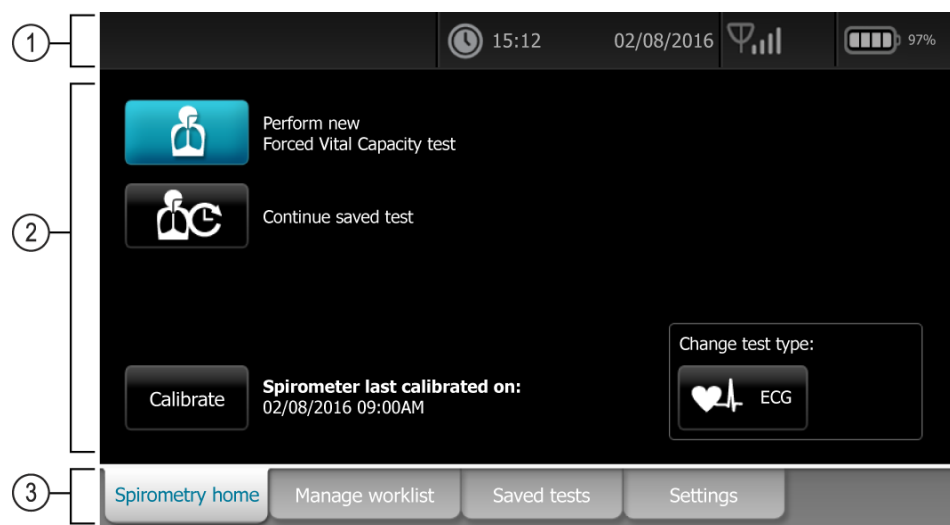 1
15:12
02/08/2016
97%
2
Perform new
Forced Vital Capacity test
Continue saved test
Change test type:
ECG
Calibrate
Spirometer last calibrated on:
02/08/2016 09:00AM
3
Spirometry home
Manage worklist
Saved tests
Settings